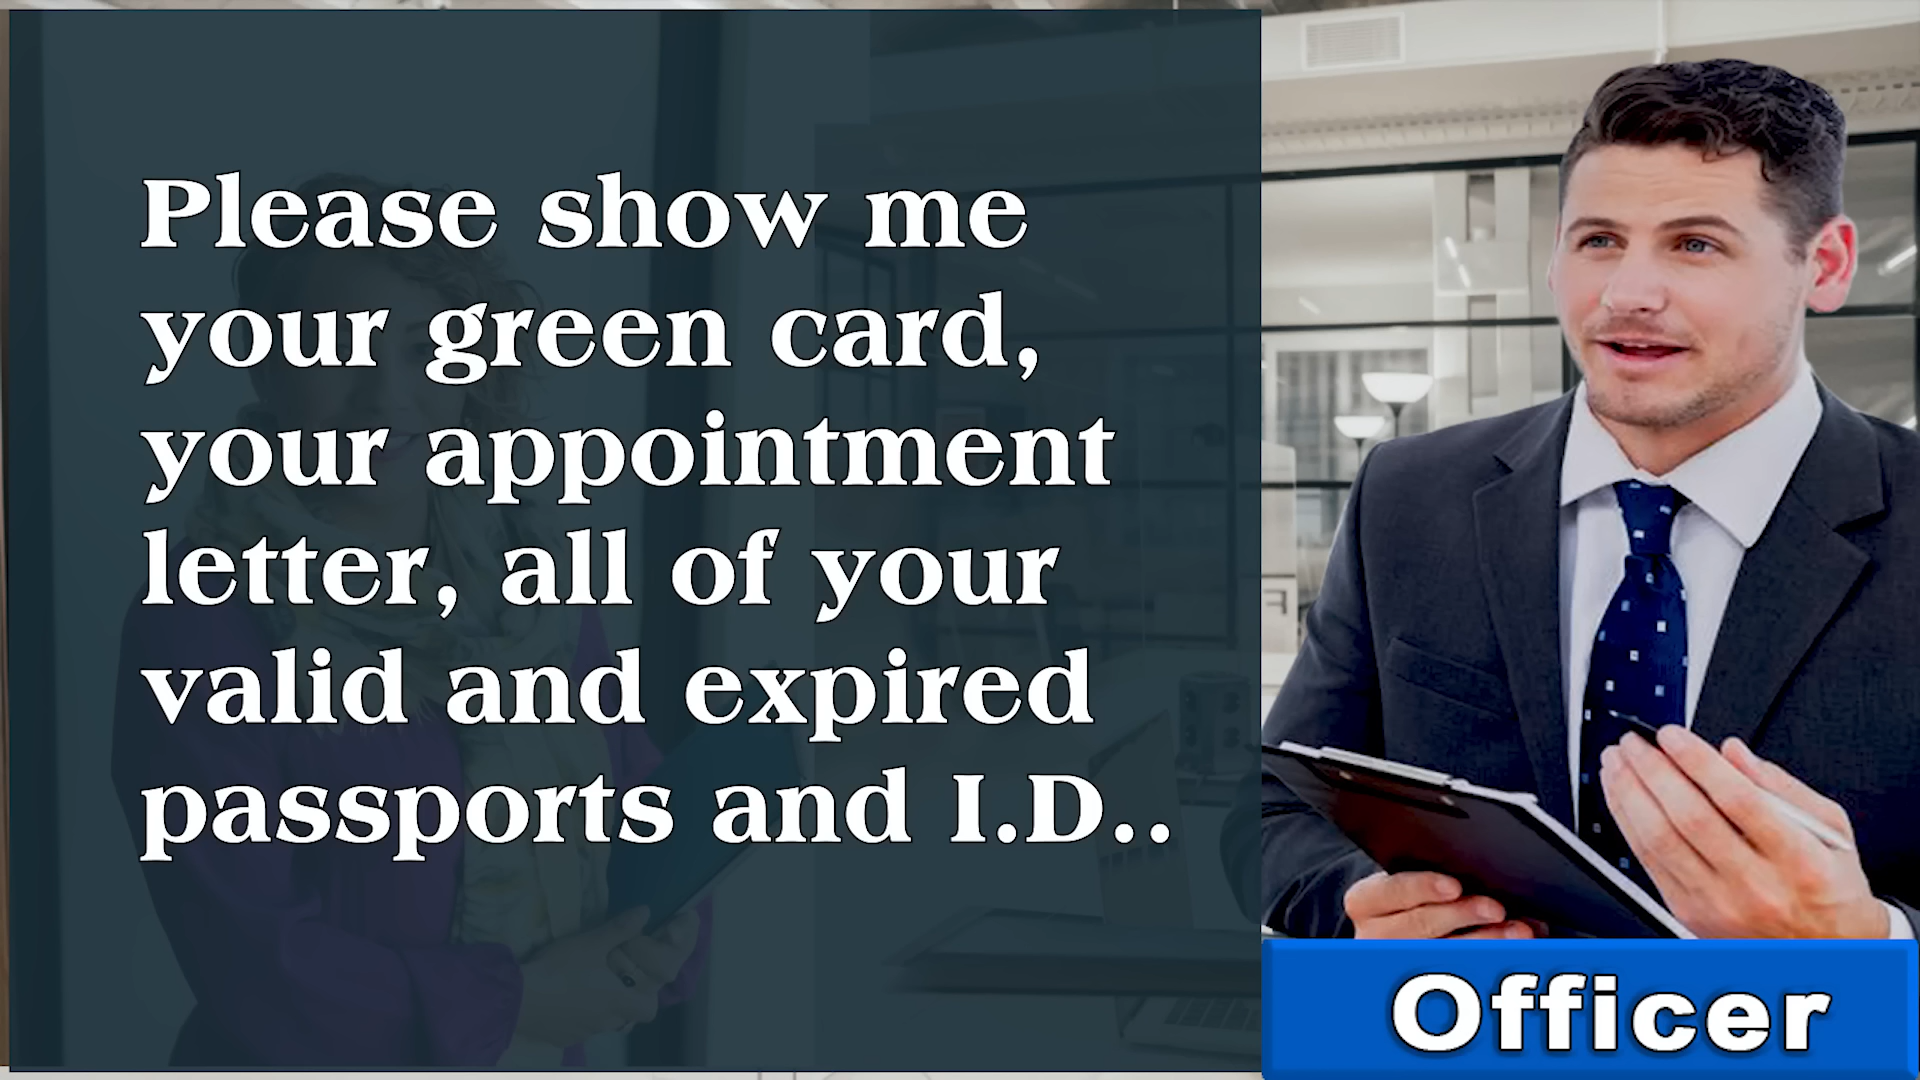 Please show me
your green card,
your appointment
letter, all of your
valid and expired
passports and I.D..
Officer